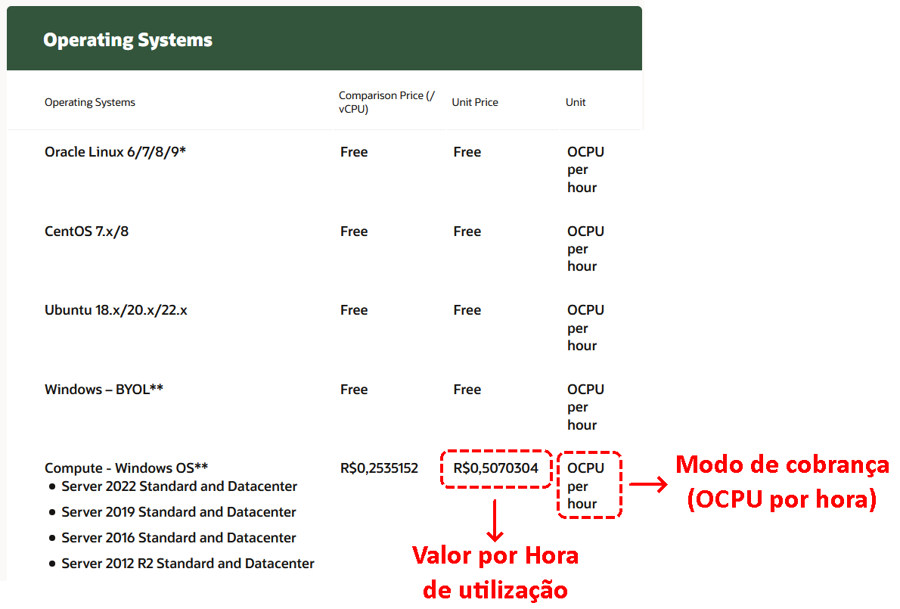 Operating Systems
Operating Systems
Comparison Price (/
vCPU)
Unit Price
Unit
Oracle Linux 6/7/8/9*
Free
Free
OCPU
per
hour
CentOS 7.x/8
Free
Free
OCPU
per
hour
Ubuntu 18.x/20.x/22.x
Free
Free
OCPU
per
hour
Windows – BYOL**
Free
Free
OCPU
per
hour
Compute - Windows OS**
• Server 2022 Standard and Datacenter
• Server 2019 Standard and Datacenter
• Server 2016 Standard and Datacenter
• Server 2012 R2 Standard and Datacenter
R$0,2535152
R$0,5070304
OCPU
per
hour
Modo de cobrança
(OCPU por hora)
Valor por Hora
de utilização